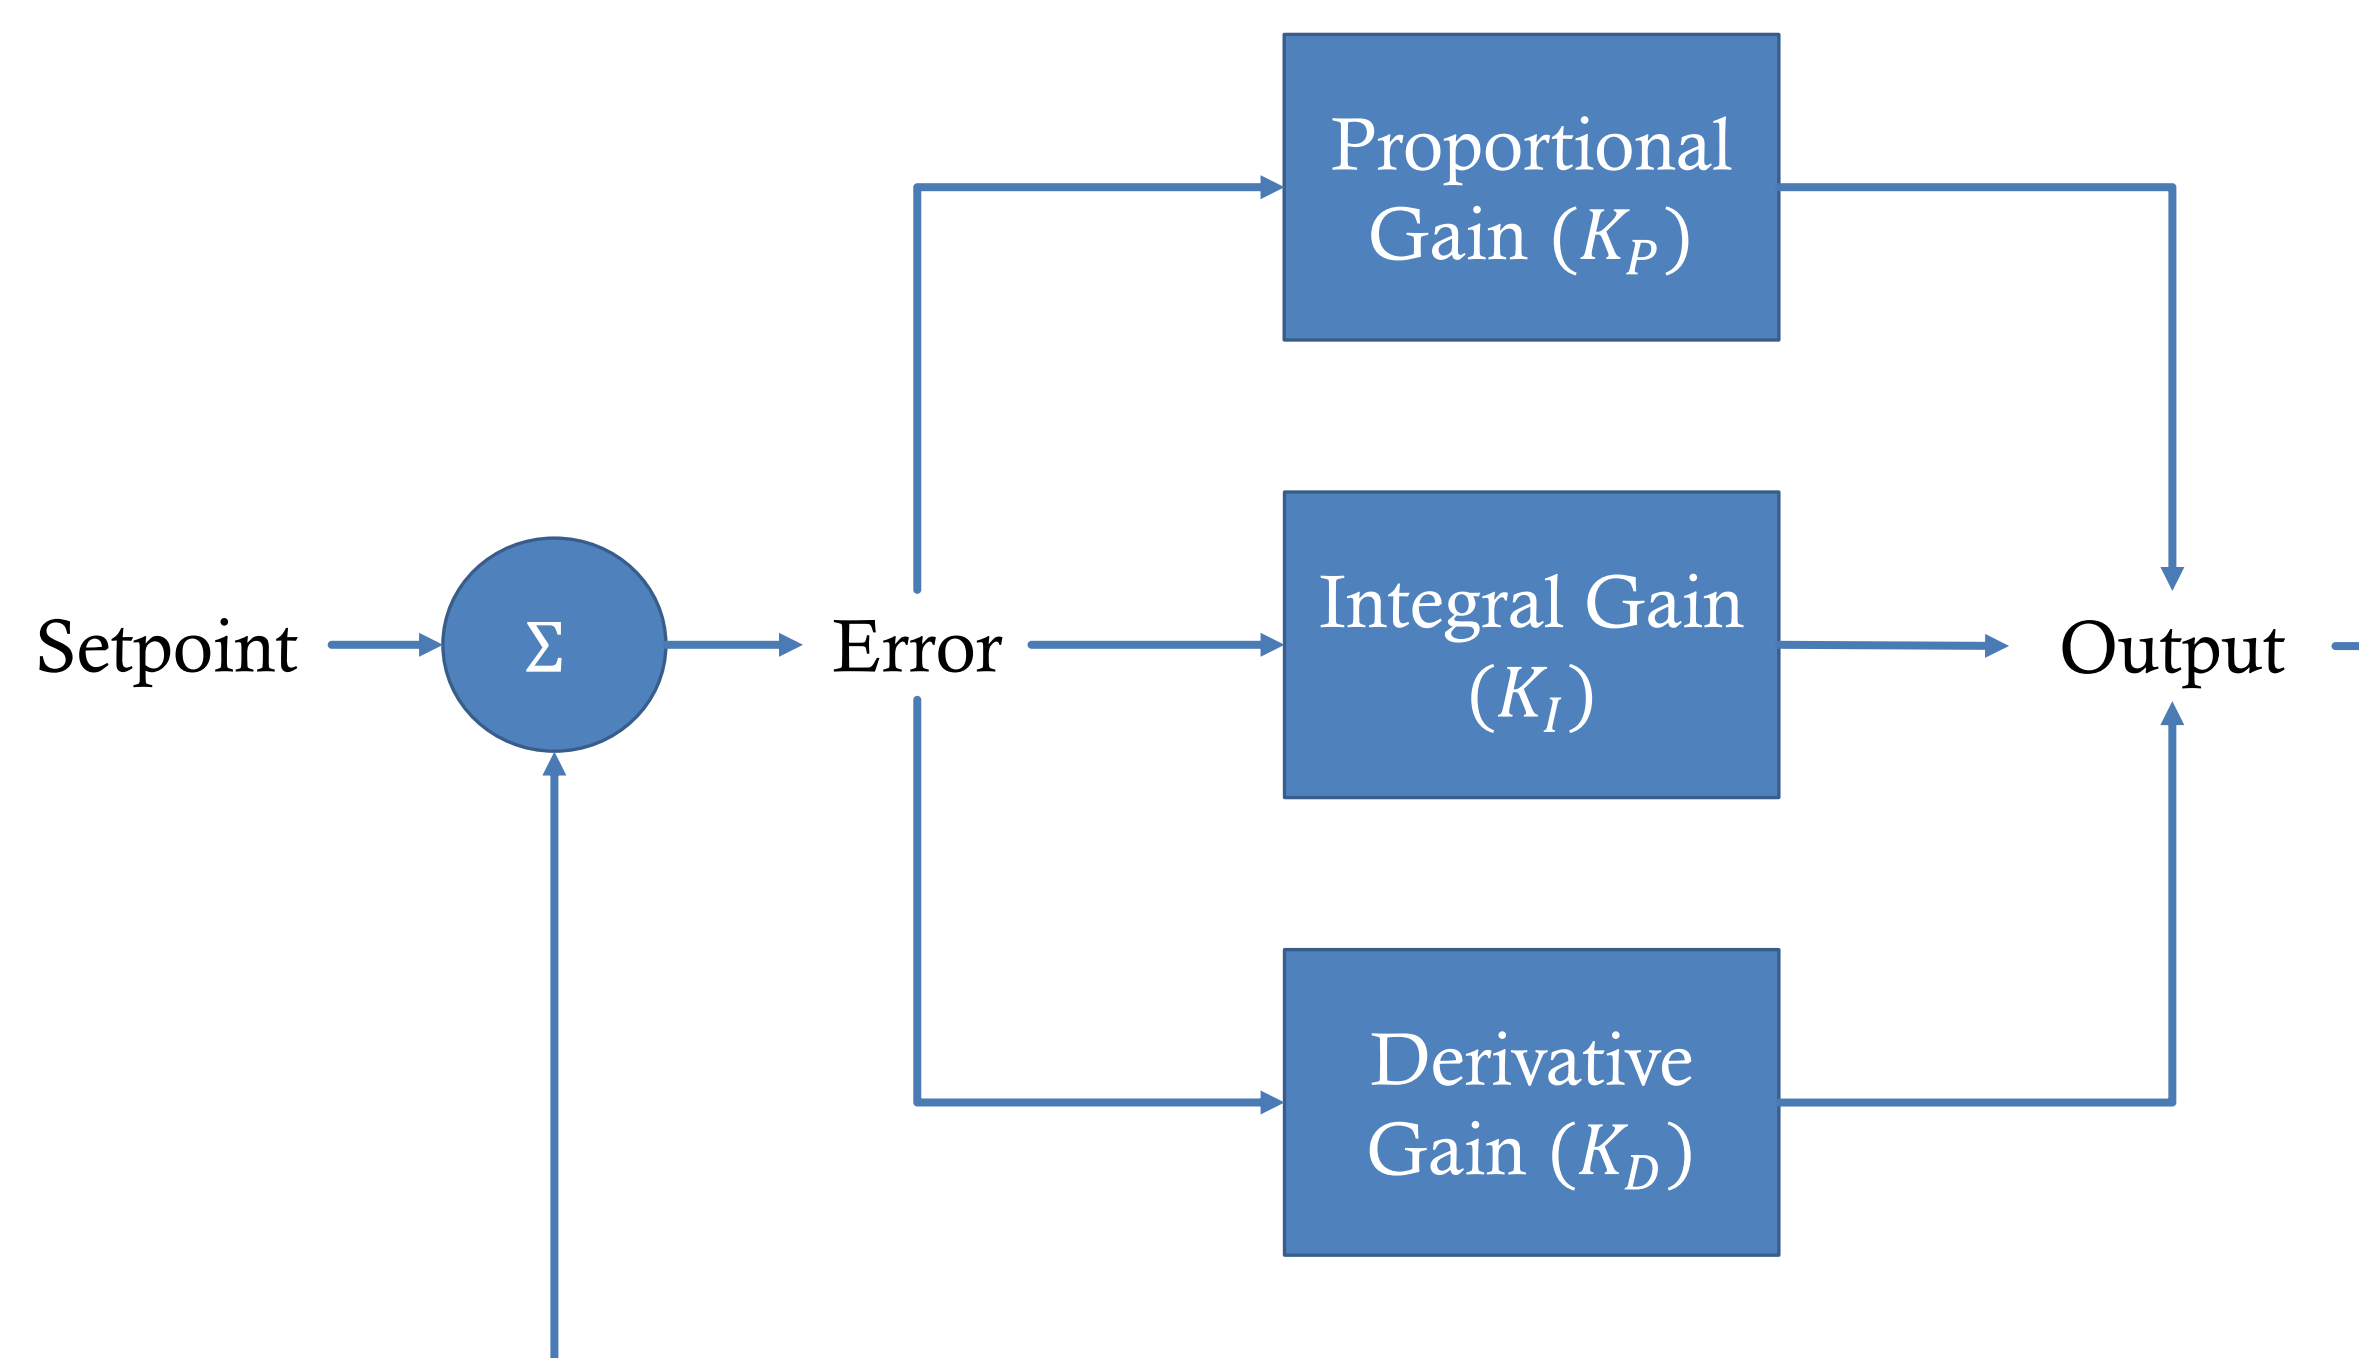 Proportional
Gain (K_P)
Setpoint
Σ
Error
Integral Gain
(K_I)
Output
Derivative
Gain (K_D)